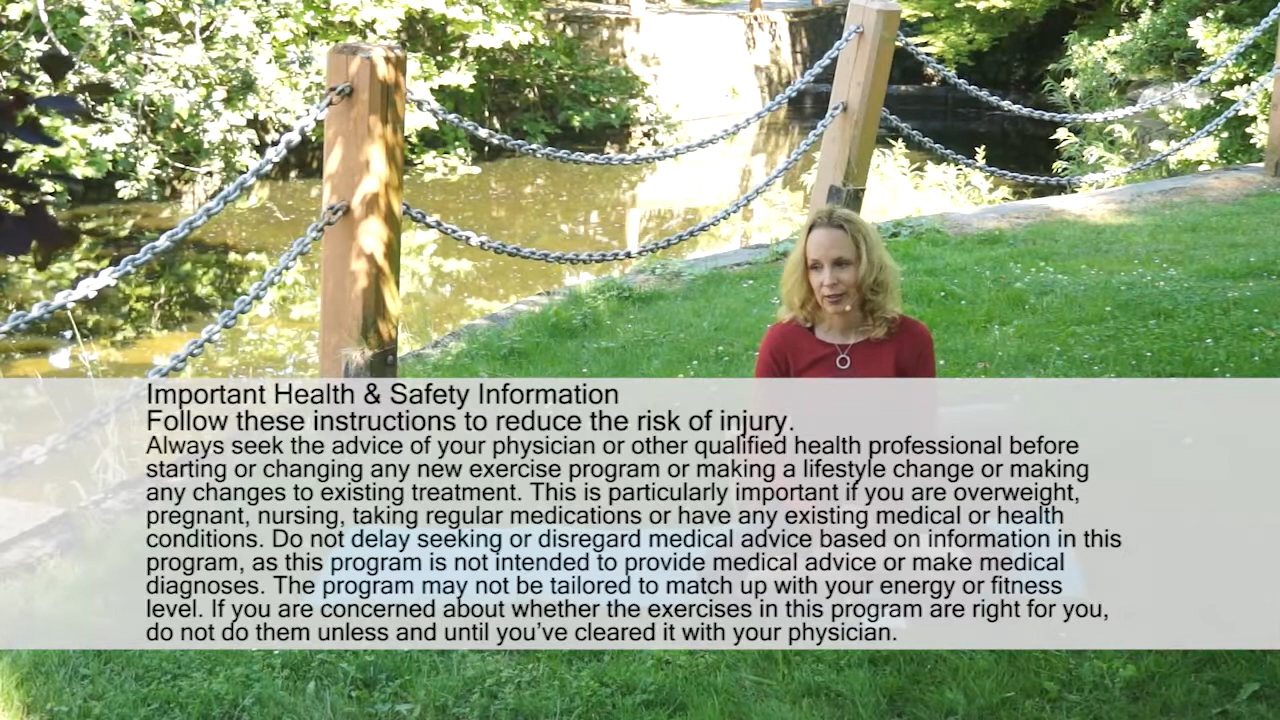 Important Health & Safety Information
Follow these instructions to reduce the risk of injury.
Always seek the advice of your physician or other qualified health professional before
starting or changing any new exercise program or making a lifestyle change or making
any changes to existing treatment. This is particularly important if you are overweight,
pregnant, nursing, taking regular medications or have any existing medical or health
conditions. Do not delay seeking or disregard medical advice based on information in this
program, as this program is not intended to provide medical advice or make medical
diagnoses. The program may not be tailored to match up with your energy or fitness
level. If you are concerned about whether the exercises in this program are right for you,
do not do them unless and until you’ve cleared it with your physician.